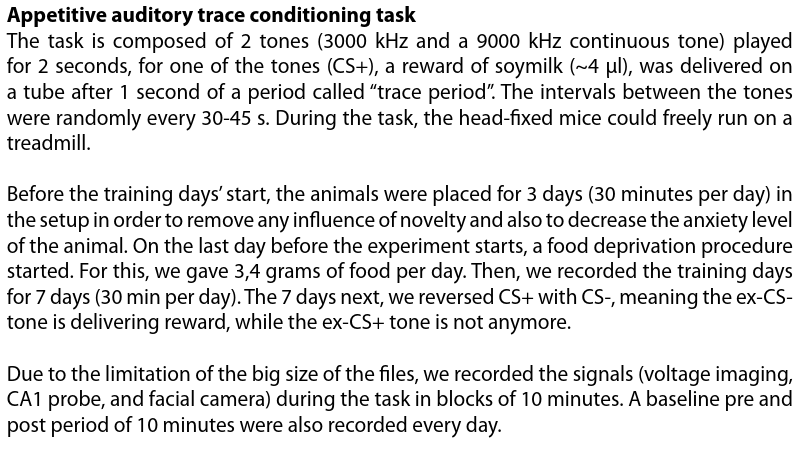 Appetitive auditory trace conditioning task
The task is composed of 2 tones (3000 kHz and a 9000 kHz continuous tone) played
for 2 seconds, for one of the tones (CS+), a reward of soymilk (~4 μl), was delivered on
a tube after 1 second of a period called “trace period”. The intervals between the tones
were randomly every 30-45 s. During the task, the head-fixed mice could freely run on a
treadmill.

Before the training days’ start, the animals were placed for 3 days (30 minutes per day) in
the setup in order to remove any influence of novelty and also to decrease the anxiety level
of the animal. On the last day before the experiment starts, a food deprivation procedure
started. For this, we gave 3,4 grams of food per day. Then, we recorded the training days
for 7 days (30 min per day). The 7 days next, we reversed CS+ with CS-, meaning the ex-CS-
tone is delivering reward, while the ex-CS+ tone is not anymore.

Due to the limitation of the big size of the files, we recorded the signals (voltage imaging,
CA1 probe, and facial camera) during the task in blocks of 10 minutes. A baseline pre and
post period of 10 minutes were also recorded every day.